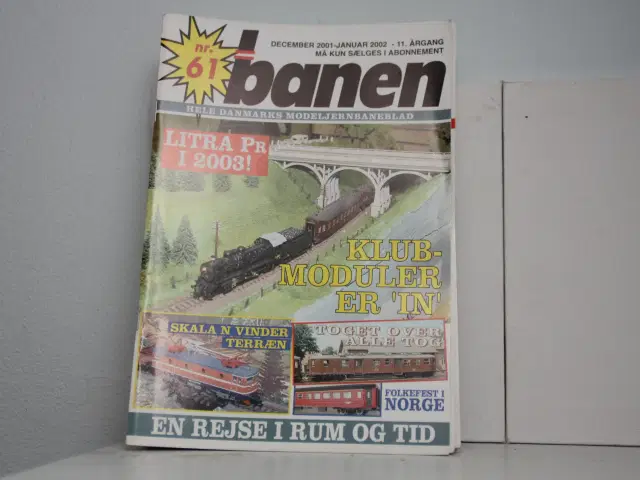 nr.
61
DECEMBER 2001-JANUAR 2002 - 11. ÅRGANG
MÅ KUN SÆLGES I ABONNEMENT
banen
HELE DANMARKS MODELJERNBANEBLAD
LITRA PR
I 2003!
KLUB-
MODULER
ER 'IN'
SKALA N VINDER
TERRÆN
TOGET OVER
ALLE TOG
FOLKEFEST I
NORGE
EN REJSE I RUM OG TID